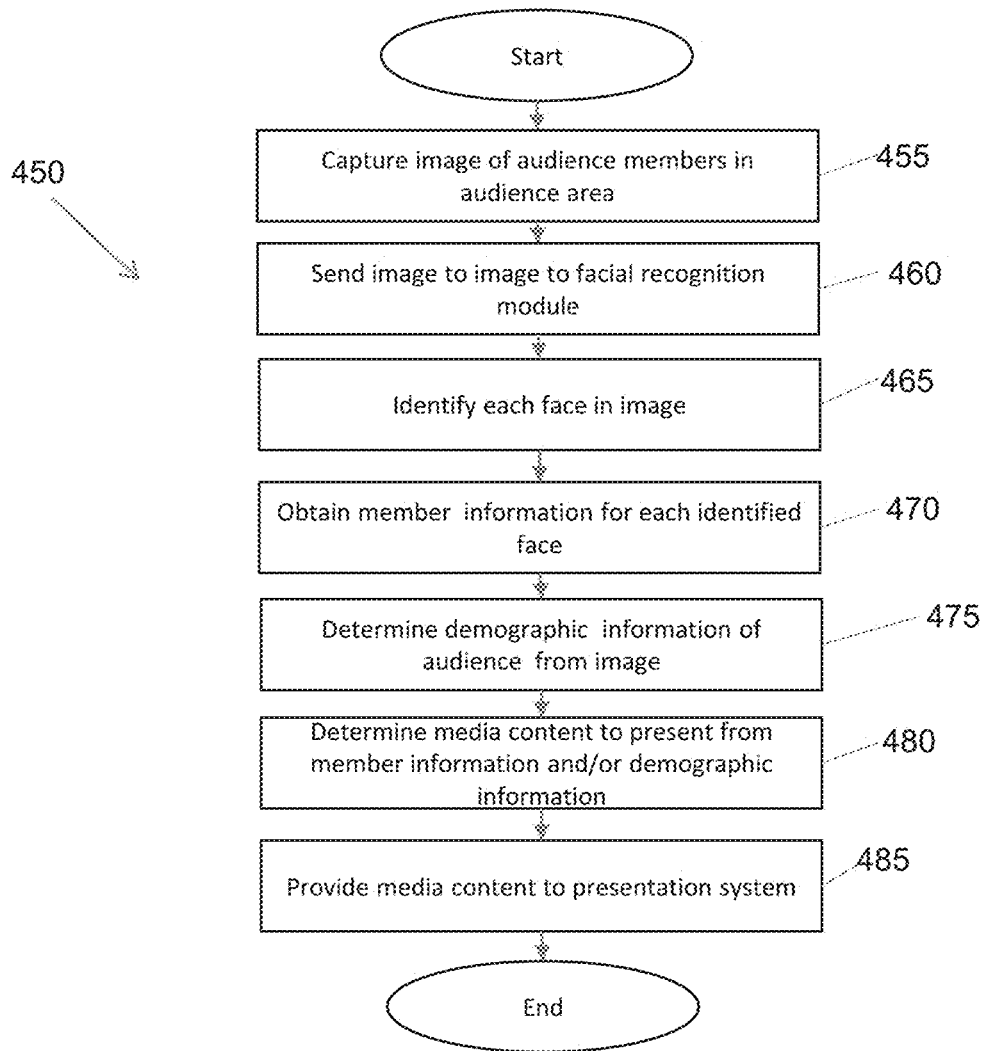 Start
Capture image of audience members in
audience area
455
450
Send image to image to facial recognition
module
460
Identify each face in image
465
Obtain member information for each identified
face
470
Determine demographic information of
audience from image
475
Determine media content to present from
member information and/or demographic
information
480
Provide media content to presentation system
485
End